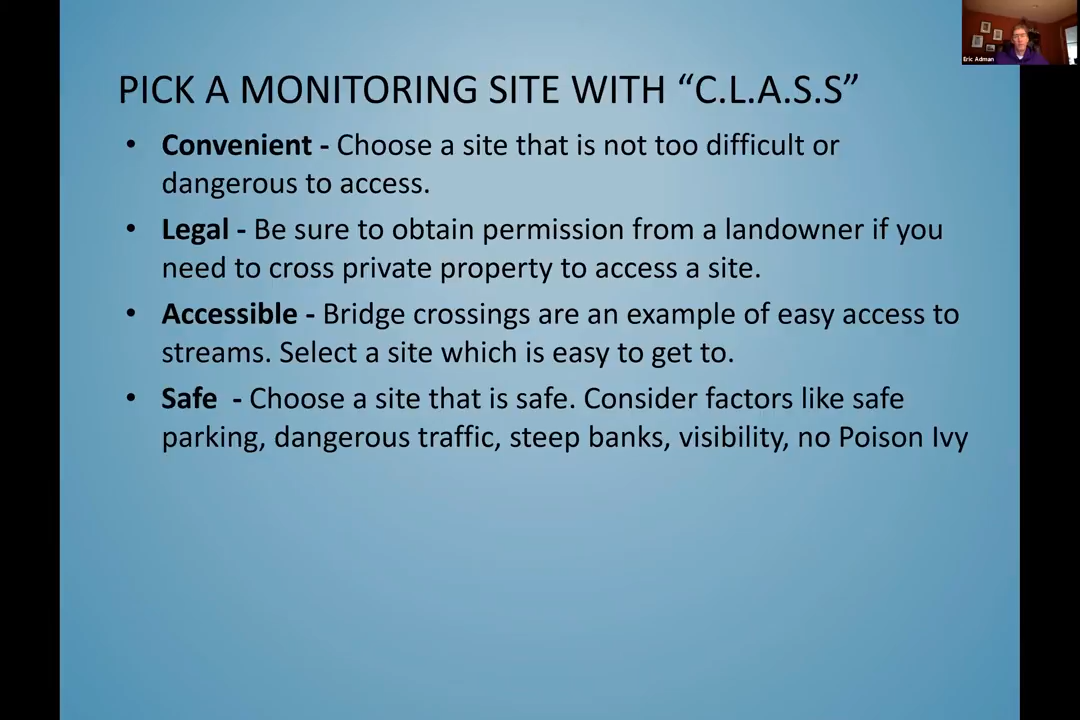 PICK A MONITORING SITE WITH “C.L.A.S.S”
• Convenient - Choose a site that is not too difficult or
dangerous to access.
• Legal - Be sure to obtain permission from a landowner if you
need to cross private property to access a site.
• Accessible - Bridge crossings are an example of easy access to
streams. Select a site which is easy to get to.
• Safe  - Choose a site that is safe. Consider factors like safe
parking, dangerous traffic, steep banks, visibility, no Poison Ivy
Eric Adman